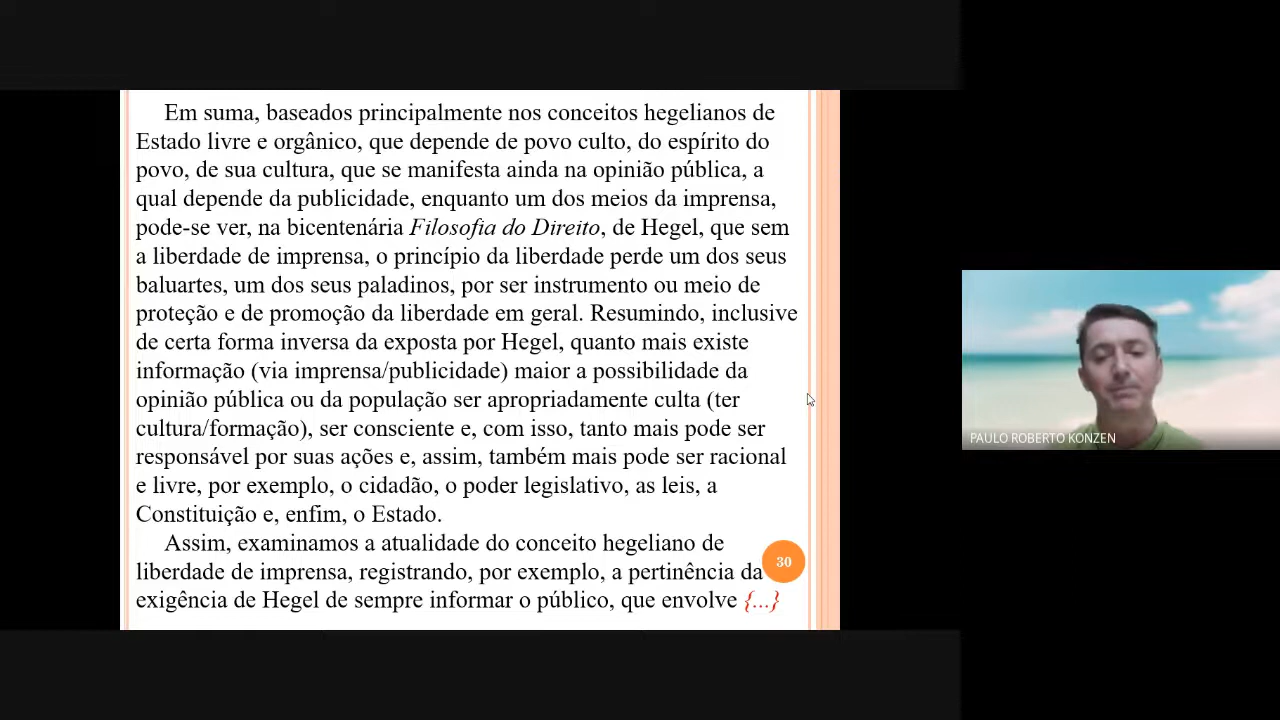 Em suma, baseados principalmente nos conceitos hegelianos de
Estado livre e orgânico, que depende de povo culto, do espírito do
povo, de sua cultura, que se manifesta ainda na opinião pública, a
qual depende da publicidade, enquanto um dos meios da imprensa,
pode-se ver, na bicentenária Filosofia do Direito, de Hegel, que sem
a liberdade de imprensa, o princípio da liberdade perde um dos seus
baluartes, um dos seus paladinos, por ser instrumento ou meio de
proteção e de promoção da liberdade em geral. Resumindo, inclusive
de certa forma inversa da exposta por Hegel, quanto mais existe
informação (via imprensa/publicidade) maior a possibilidade da
opinião pública ou da população ser apropriadamente culta (ter
cultura/formação), ser consciente e, com isso, tanto mais pode ser
responsável por suas ações e, assim, também mais pode ser racional
e livre, por exemplo, o cidadão, o poder legislativo, as leis, a
Constituição e, enfim, o Estado.
Assim, examinamos a atualidade do conceito hegeliano de
liberdade de imprensa, registrando, por exemplo, a pertinência da
exigência de Hegel de sempre informar o público, que envolve {...}
30
PAULO ROBERTO KONZEN